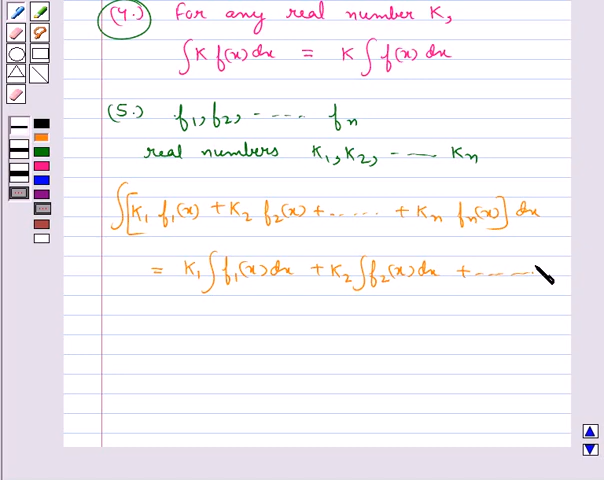 (4.) For any real number K,
∫K f(x) dx = K ∫ f(x) dx
(5.) f₁, f₂, ------ fₙ
real numbers K₁, K₂, ---- Kₙ
∫[K₁ f₁(x) + K₂ f₂(x) + ...... + Kₙ fₙ(x)] dx
= K₁ ∫ f₁(x) dx + K₂ ∫ f₂(x) dx + -------